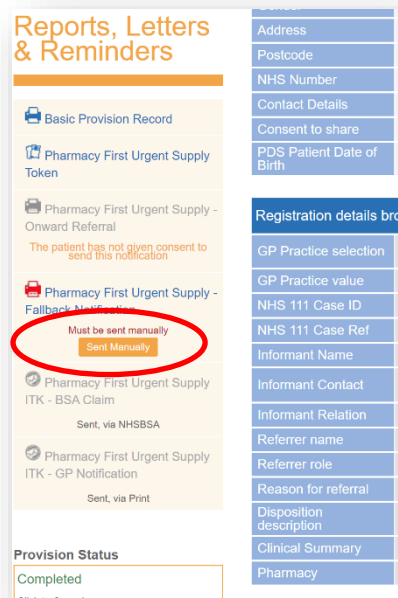 Reports, Letters
& Reminders
Basic Provision Record
Pharmacy First Urgent Supply
Token
Pharmacy First Urgent Supply -
Onward Referral
The patient has not given consent to
send this notification
Pharmacy First Urgent Supply -
Fallback Notification
Must be sent manually
Sent Manually
Pharmacy First Urgent Supply
ITK - BSA Claim
Sent, via NHSBSA
Pharmacy First Urgent Supply
ITK - GP Notification
Sent, via Print
Provision Status
Completed
Address
Postcode
NHS Number
Contact Details
Consent to share
PDS Patient Date of
Birth
Registration details bro
GP Practice selection
GP Practice value
NHS 111 Case ID
NHS 111 Case Ref
Informant Name
Informant Contact
Informant Relation
Referrer name
Referrer role
Reason for referral
Disposition
description
Clinical Summary
Pharmacy